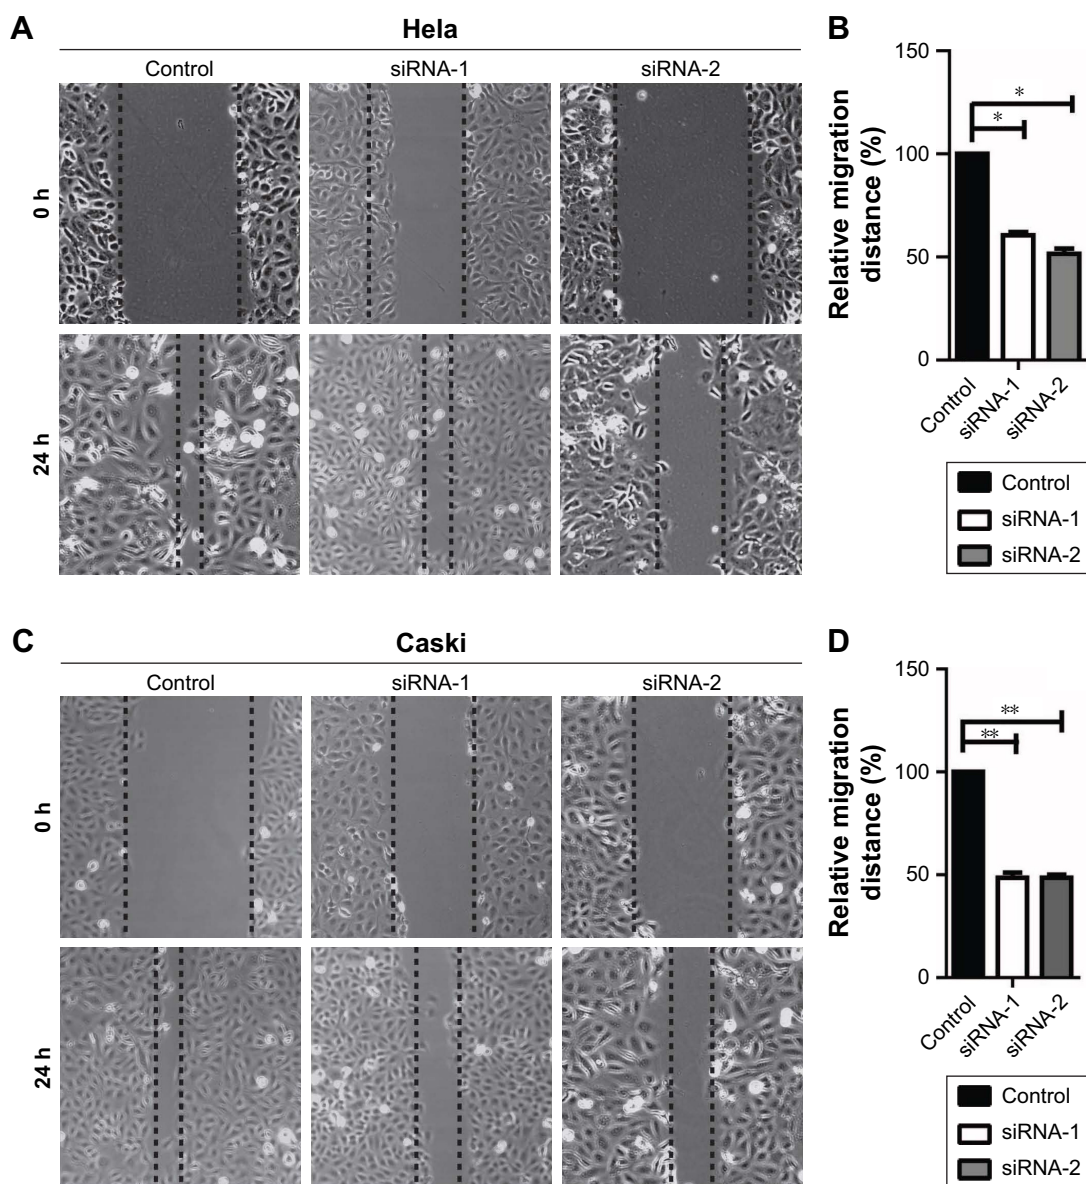 A
Hela
Control
siRNA-1
siRNA-2
0 h
24 h
B
Relative migration
distance (%)
150
100
50
0
*
*
Control
siRNA-1
siRNA-2
Control
siRNA-1
siRNA-2
C
Caski
Control
siRNA-1
siRNA-2
0 h
24 h
D
Relative migration
distance (%)
150
100
50
0
**
**
Control
siRNA-1
siRNA-2
Control
siRNA-1
siRNA-2